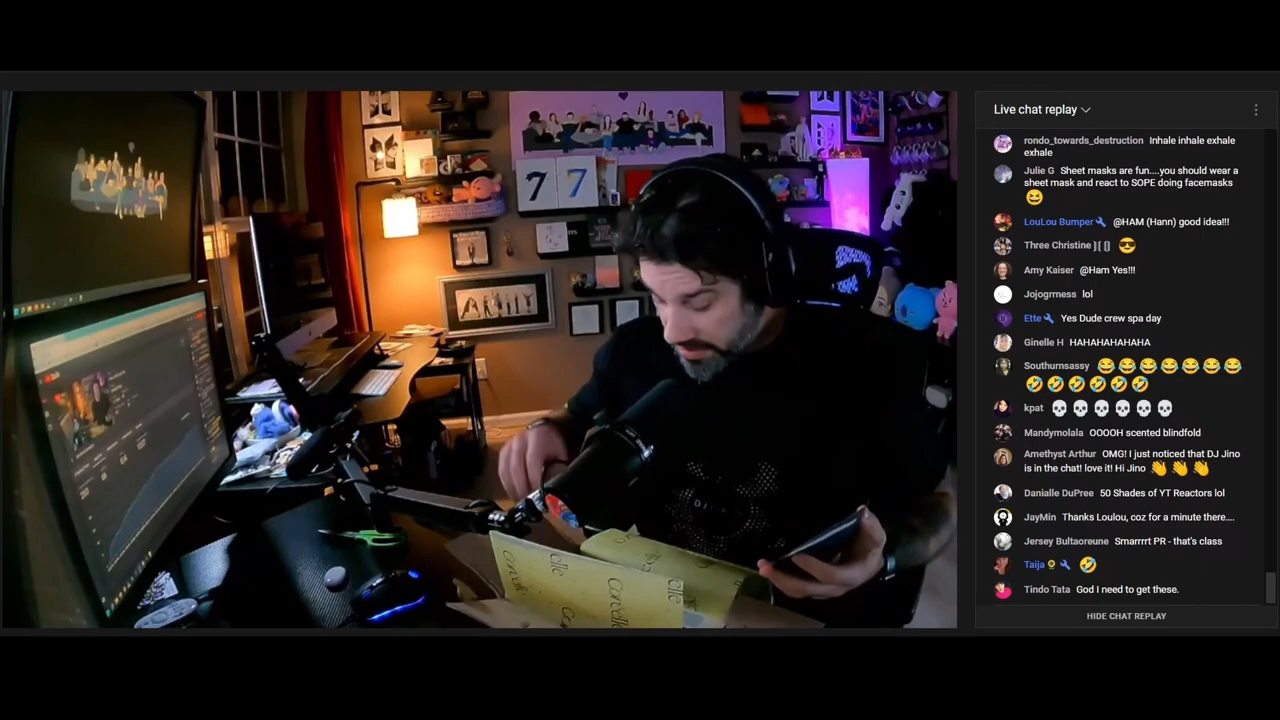 Live chat replay
rondo_towards_destruction Inhale inhale exhale
exhale
Julie G Sheet masks are fun....you should wear a
sheet mask and react to SOPE doing facemasks
😆
LouLou Bumper @HAM (Hann) good idea!!!
Three Christine ⟭⟬ ⟬⟭ 😎
Amy Kaiser @Ham Yes!!!
Jojogrrness lol
Ette Yes Dude crew spa day
Ginelle H HAHAHAHAHAHA
Southurnsassy 😂😂😂😂😂😂😂
🤣🤣🤣🤣🤣🤣
kpat 💀💀💀💀💀💀
Mandymolala OOOOH scented blindfold
Amethyst Arthur OMG! I just noticed that DJ Jino
is in the chat! love it! Hi Jino 👏👏👏
Danialle DuPree 50 Shades of YT Reactors lol
JayMin Thanks Loulou, coz for a minute there....
Jersey Bultaoreune Smarrrrt PR - that's class
Taija🌻 🤣
Tindo Tata God I need to get these.
HIDE CHAT REPLAY
7 7
ARMY